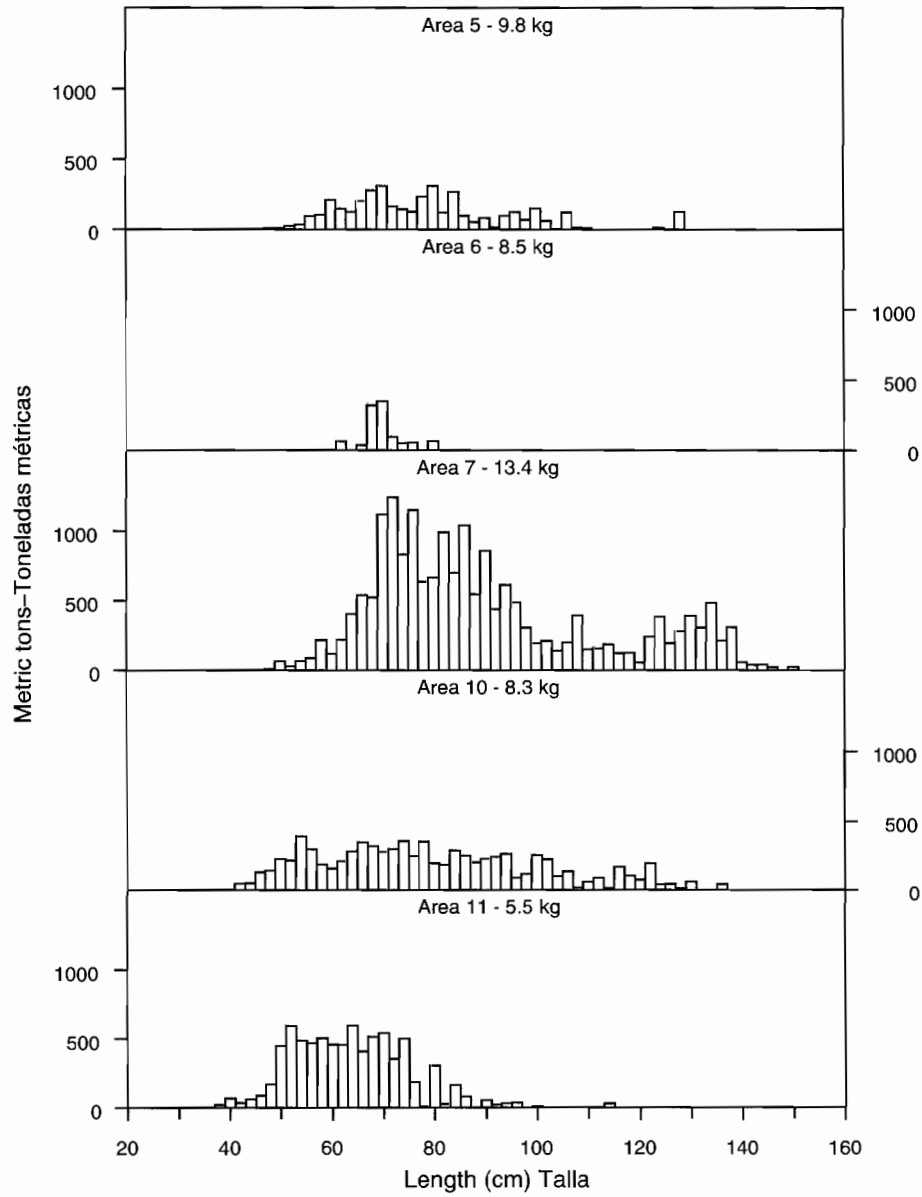 Area 5 - 9.8 kg
1000
500
0
Area 6 - 8.5 kg
1000
500
0
Area 7 - 13.4 kg
1000
500
0
Area 10 - 8.3 kg
1000
500
0
Area 11 - 5.5 kg
1000
500
0
Metric tons–Toneladas métricas
20 40 60 80 100 120 140 160
Length (cm) Talla